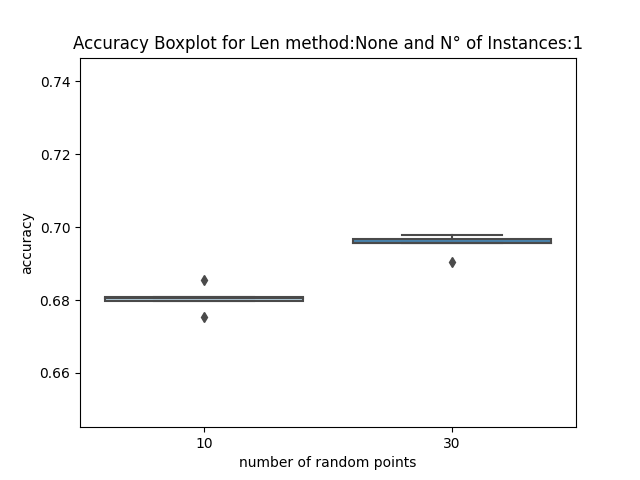 Accuracy Boxplot for Len method:None and N° of Instances:1
0.74
0.72
0.70
0.68
0.66
accuracy
10
30
number of random points